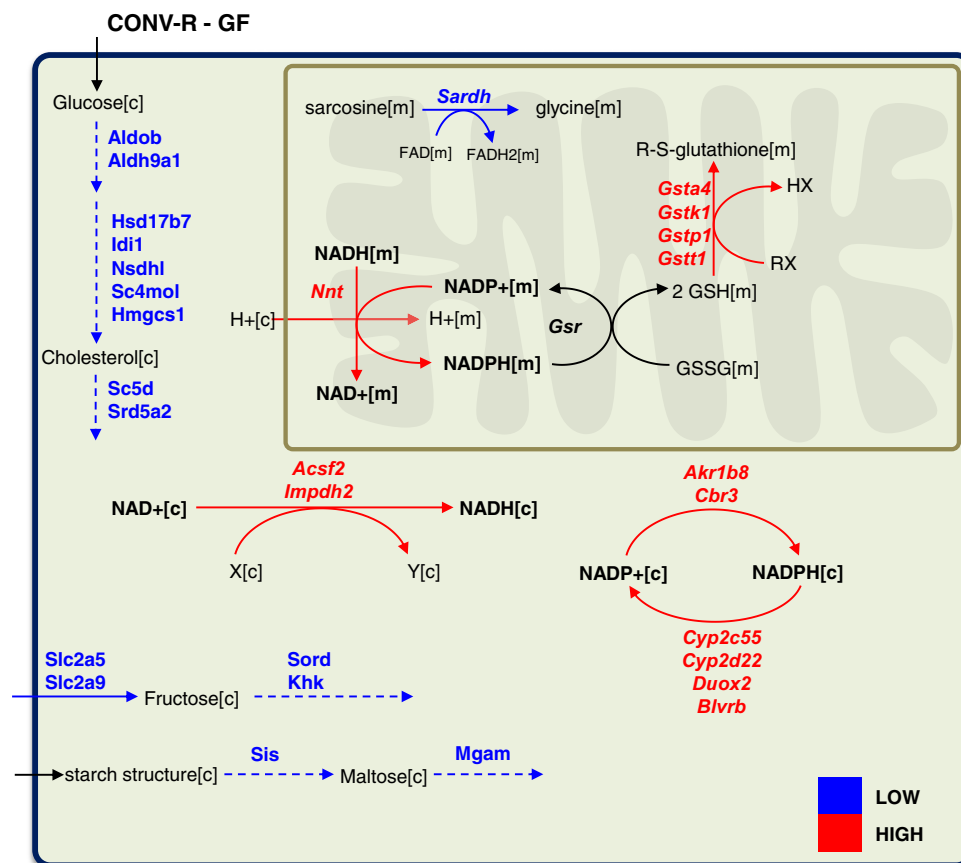 CONV-R - GF
Glucose[c]
Aldob
Aldh9a1
Hsd17b7
Idi1
Nsdhl
Sc4mol
Hmgcs1
Cholesterol[c]
Sc5d
Srd5a2
sarcosine[m]
Sardh
glycine[m]
FAD[m]
FADH2[m]
R-S-glutathione[m]
Gsta4
Gstk1
Gstp1
Gstt1
HX
RX
NADH[m]
Nnt
NADP+[m]
H+[c]
H+[m]
Gsr
2 GSH[m]
NADPH[m]
GSSG[m]
NAD+[m]
Acsf2
Impdh2
NAD+[c]
NADH[c]
X[c]
Y[c]
Akr1b8
Cbr3
NADP+[c]
NADPH[c]
Cyp2c55
Cyp2d22
Duox2
Blvrb
Slc2a5
Slc2a9
Fructose[c]
Sord
Khk
starch structure[c]
Sis
Maltose[c]
Mgam
LOW
HIGH